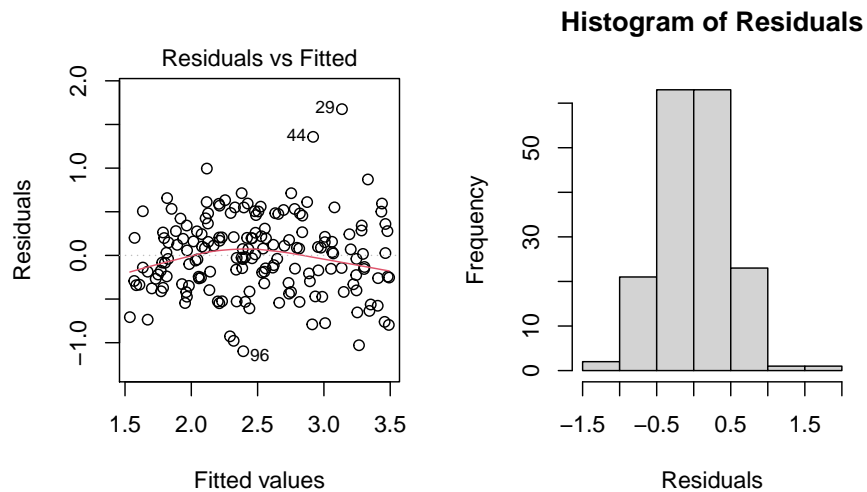 Residuals vs Fitted
Residuals
2.0
1.0
0.0
−1.0
29
44
96
1.5 2.0 2.5 3.0 3.5
Fitted values
Histogram of Residuals
Frequency
50
30
10
0
−1.5 −0.5 0.5 1.5
Residuals